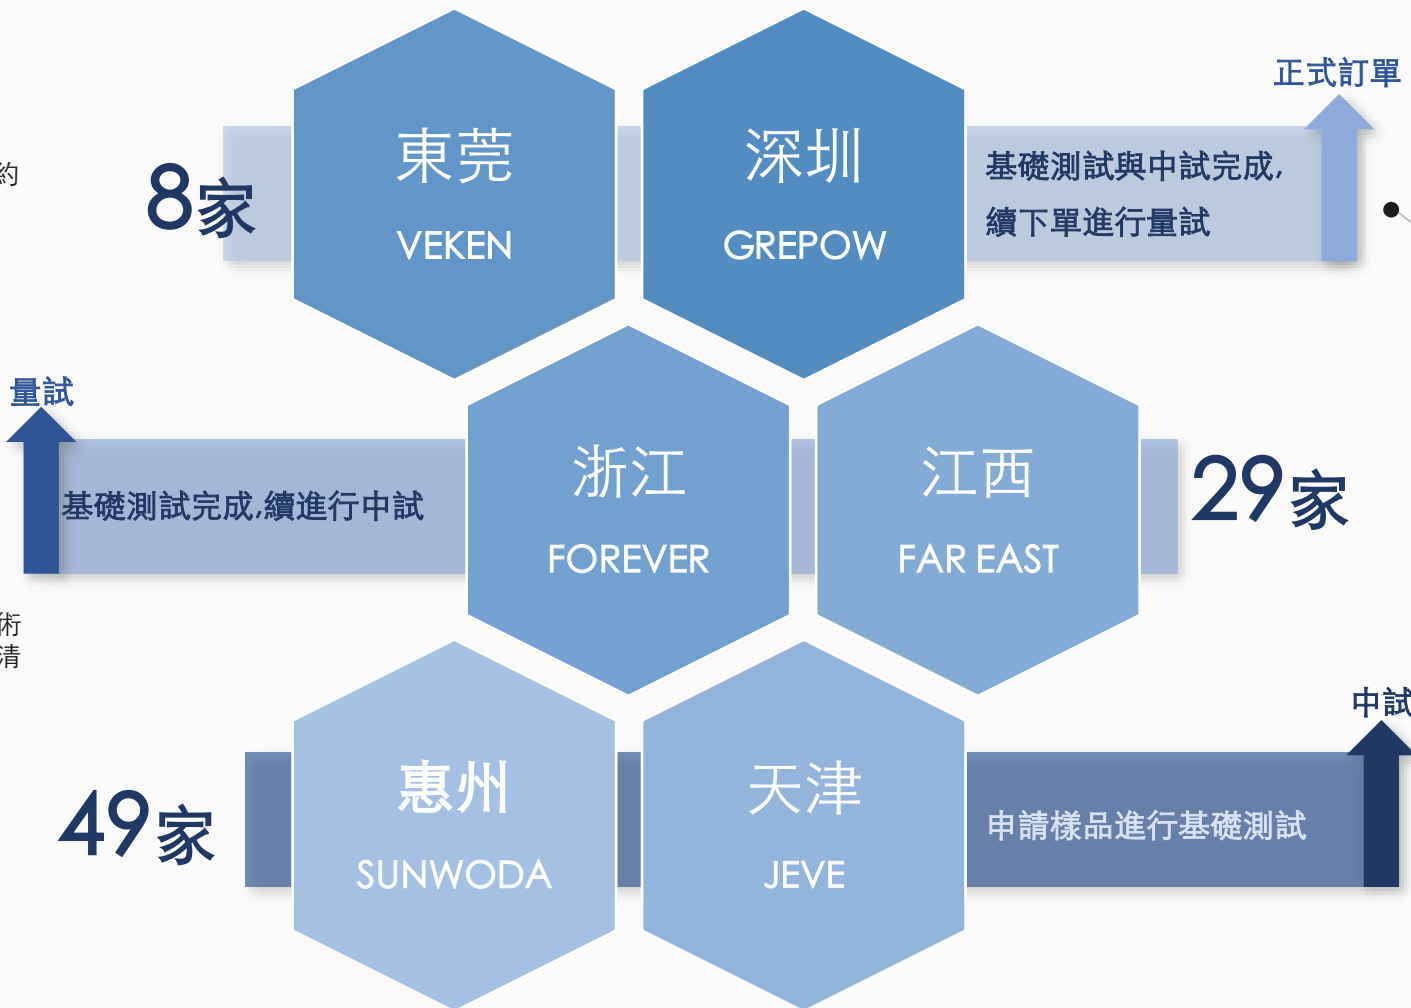 正式訂單
約
8家
東莞
VEKEN
深圳
GREPOW
基礎測試與中試完成,
續下單進行量試
量試
基礎測試完成,續進行中試
浙江
FOREVER
江西
FAR EAST
29家
術
清
中試
49家
惠州
SUNWODA
天津
JEVE
申請樣品進行基礎測試